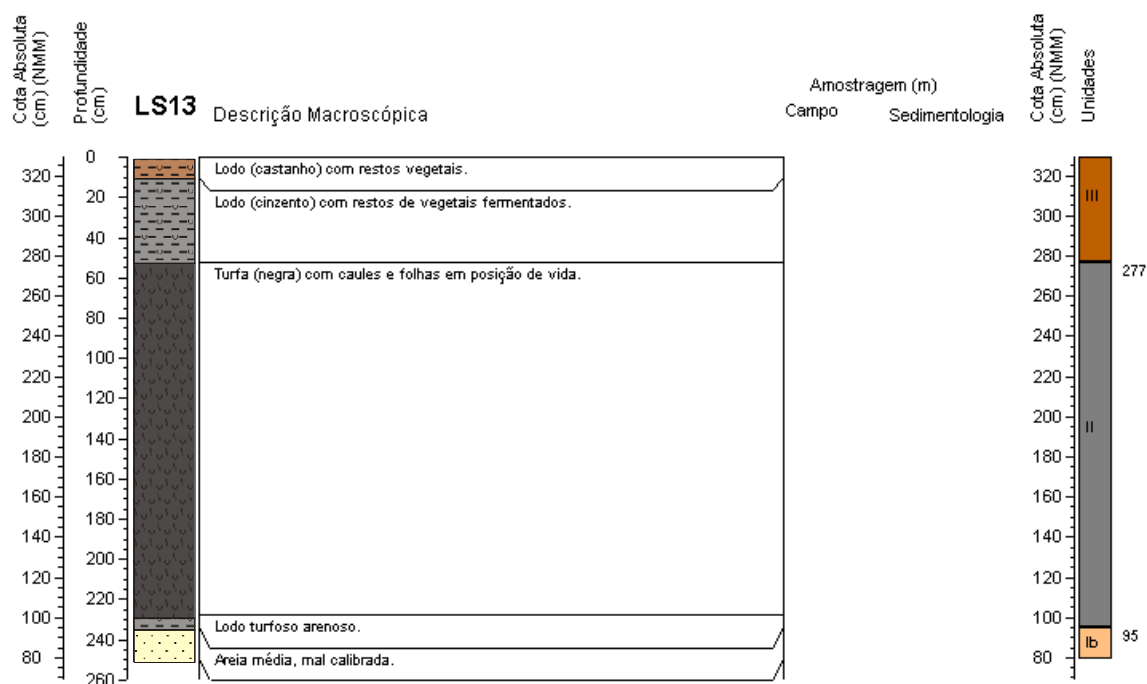 Cota Absoluta
(cm) (NMM)
Profundidade
(cm)
LS13
Descrição Macroscópica
Amostragem (m)
Campo
Sedimentologia
Cota Absoluta
(cm) (NMM)
Unidades
320
300
280
260
240
220
200
180
160
140
120
100
80
0
20
40
60
80
100
120
140
160
180
200
220
240
260
Lodo (castanho) com restos vegetais.
Lodo (cinzento) com restos de vegetais fermentados.
Turfa (negra) com caules e folhas em posição de vida.
Lodo turfoso arenoso.
Areia média, mal calibrada.
320
300
280
260
240
220
200
180
160
140
120
100
80
III
277
II
95
Ib